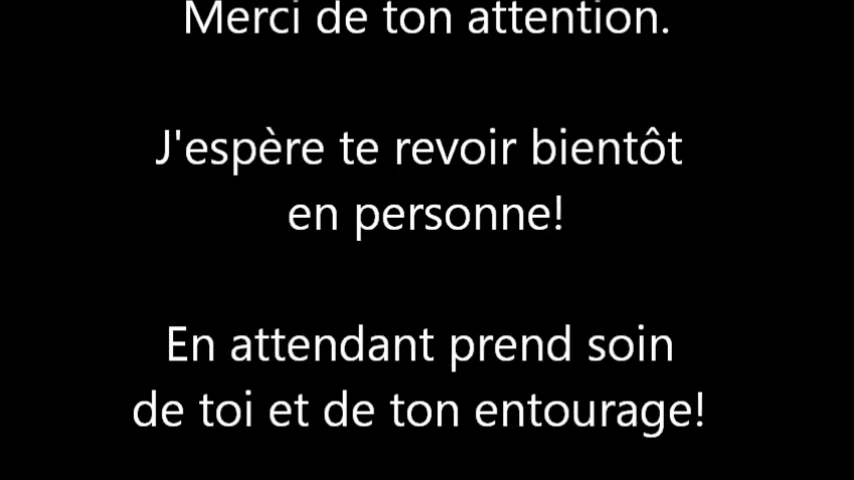 Merci de ton attention.
J'espère te revoir bientôt
en personne!
En attendant prend soin
de toi et de ton entourage!